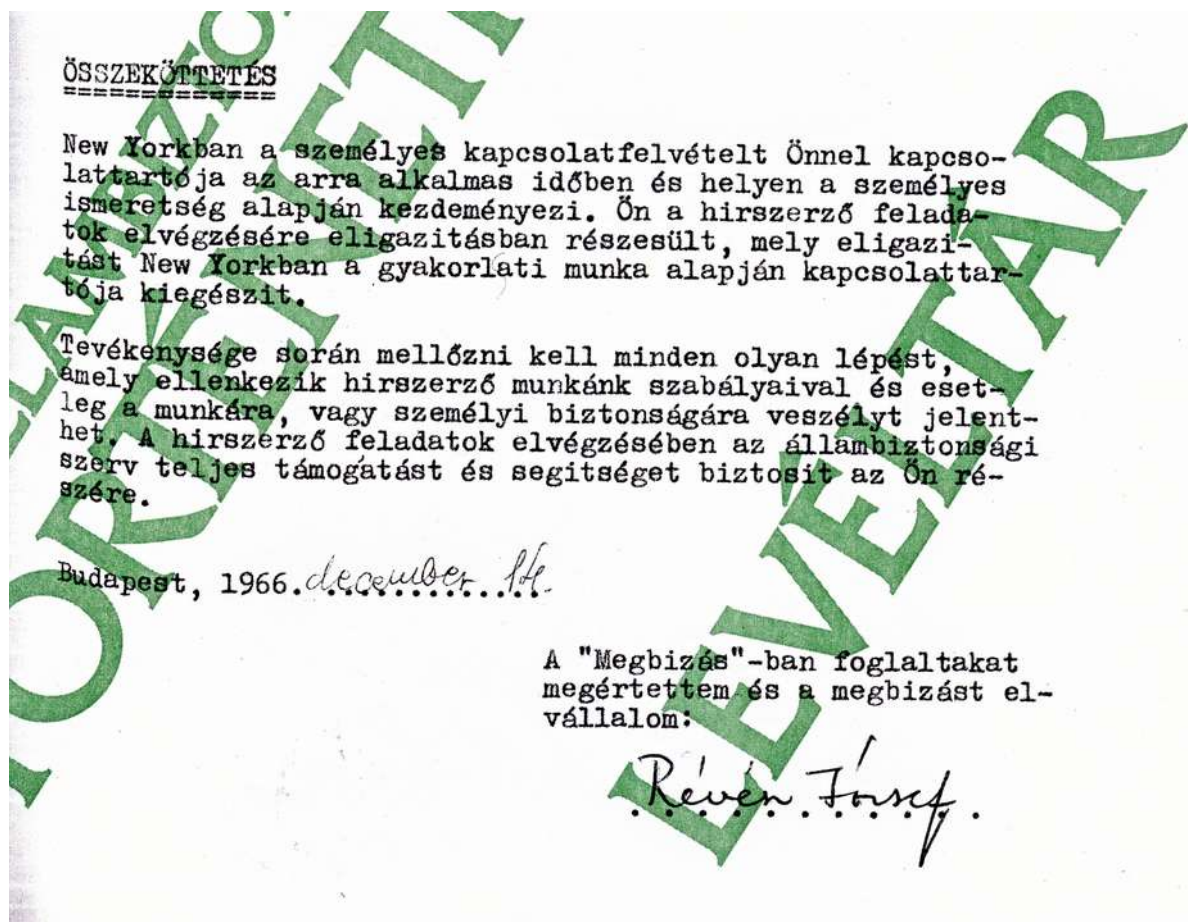 ÖSSZEKÖTTETÉS
New Yorkban a személyes kapcsolatfelvételt Önnel kapcso-
lattartója az arra alkalmas időben és helyen a személyes
ismeretség alapján kezdeményezi. Ön a hirszerző felada-
tok elvégzésére eligazitásban részesült, mely eligazi-
tást New Yorkban a gyakorlati munka alapján kapcsolattar-
tója kiegészit.
Tevékenysége során mellőzni kell minden olyan lépést,
amely ellenkezik hirszerző munkánk szabályaival és eset-
leg a munkára, vagy személyi biztonságára veszélyt jelent-
het. A hirszerző feladatok elvégzésében az állambiztonsági
szerv teljes támogatást és segitséget biztosit az Ön ré-
szére.
Budapest, 1966. december 14.
A "Megbizás"-ban foglaltakat
megértettem és a megbizást el-
vállalom:
Révén József
ÁLLAMBIZTO
TÖRTÉNETI
LEVÉLTÁR